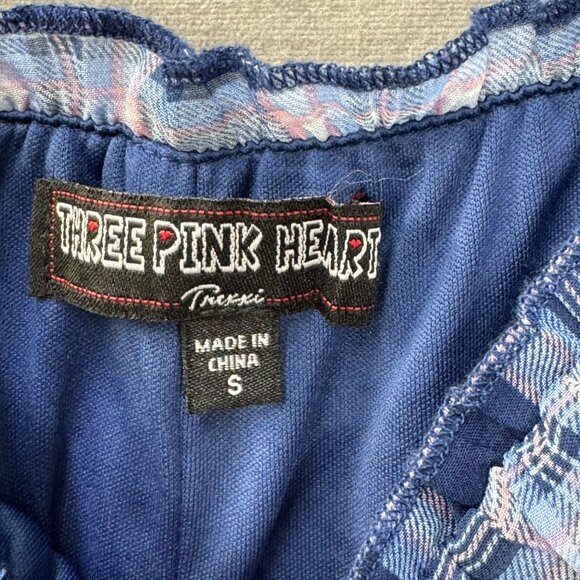 THREE PINK HEART
Trixxi
MADE IN
CHINA
S